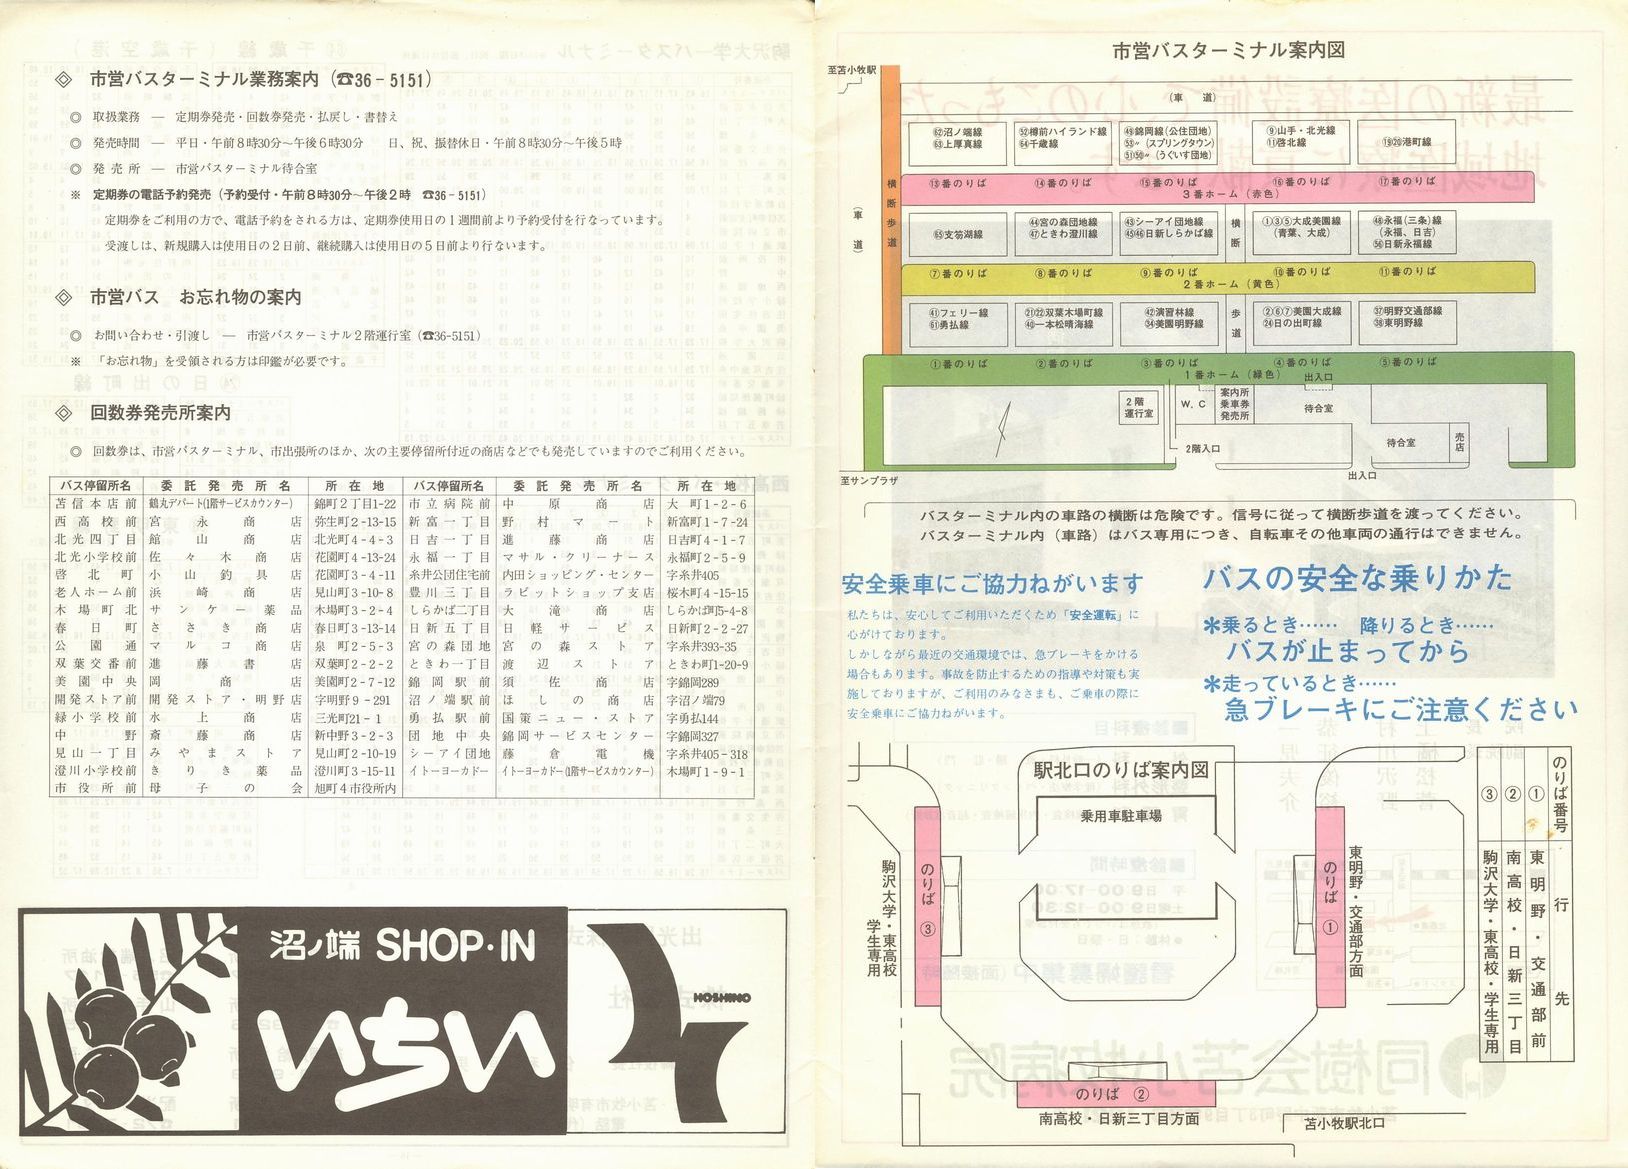 ◇ 市営バスターミナル業務案内（☎36－5151）
◎ 取扱業務 ― 定期券発売・回数券発売・払戻し・書替え
◎ 発売時間 ― 平日・午前８時30分～午後６時30分　日、祝、振替休日・午前８時30分～午後５時
◎ 発売所 ― 市営バスターミナル待合室
※ 定期券の電話予約発売（予約受付・午前８時30分～午後２時　☎36-5151）
定期券をご利用の方で、電話予約をされる方は、定期券使用日の１週間前より予約受付を行なっています。
受渡しは、新規購入は使用日の２日前、継続購入は使用日の５日前より行ないます。
◇ 市営バス　お忘れ物の案内
◎ お問い合わせ・引渡し ― 市営バスターミナル２階運行室（☎36-5151）
※ 「お忘れ物」を受領される方は印鑑が必要です。
◇ 回数券発売所案内
◎ 回数券は、市営バスターミナル、市出張所のほか、次の主要停留所付近の商店などでも発売していますのでご利用ください。
バス停留所名　委託発売所名　所在地　バス停留所名　委託発売所名　所在地
苫信本店前　鶴丸デパート(1階サービスカウンター)　錦町２丁目1-22　市立病院前　中原商店　大町1-2-6
西高校前　宮永商店　弥生町2-13-15　新富一丁目　野村マート　新富町1-7-24
北光四丁目　館山商店　北光町4-4-3　日吉一丁目　進藤商店　日吉町4-1-7
北光小学校前　佐々木商店　花園町4-13-24　永福一丁目　マサル・クリーナース　永福町2-5-9
啓北町　小山釣具店　花園町3-4-11　糸井公団住宅前　内田ショッピング・センター　字糸井405
老人ホーム前　浜崎商店　見山町3-10-8　豊川三丁目　ラビットショップ支店　桜木町4-15-15
木場町北　サンケー薬品　木場町3-2-4　しらかば二丁目　大滝商店　しらかば町5-4-8
春日町　ささき商店　春日町3-13-14　日新五丁目　日軽サービス　日新町2-2-27
公園通　マルコ商店　泉町2-5-3　宮の森団地　宮の森ストア　字糸井393-35
双葉交番前　進藤書店　双葉町2-2-2　ときわ一丁目　渡辺ストア　ときわ町1-20-9
美園中央　岡商店　美園町2-7-12　錦岡駅前　須佐商店　字錦岡289
開発ストア前　開発ストア・明野店　字明野9-291　沼ノ端駅前　ほしの商店　字沼ノ端79
緑小学校前　水上商店　三光町21-1　勇払駅前　国策ニュー・ストア　字勇払144
中野　斎藤商店　新中野3-2-3　団地中央　錦岡サービスセンター　字錦岡327
見山一丁目　みやまストア　見山町2-10-19　シーアイ団地　藤倉電機　字糸井405-318
澄川小学校前　きりき薬品　澄川町3-15-11　イトーヨーカドー　イトーヨーカドー(1階サービスカウンター)　木場町1-9-1
市役所前　母子の会　旭町４市役所内
沼ノ端 SHOP・IN
いちい
HOSHINO
市営バスターミナル案内図
至苫小牧駅
（車　道）
㉒沼ノ端線
㊳上厚真線
52樽前ハイランド線
64千歳線
㊾錦岡線(公住団地)
53〃(スプリングタウン)
51 50〃(うぐいす団地)
⑨山手・北光線
⑪啓北線
⑲⑳港町線
⑬番のりば　⑭番のりば　⑮番のりば　⑯番のりば　⑰番のりば
３番ホーム（赤色）
横断歩道
（車　道）
65支笏湖線
㊹宮の森団地線
㊼ときわ澄川線
㊸シーアイ団地線
㊺㊻日新しらかば線
横断
①③⑤大成美園線
(青葉、大成)
㊽永福(三条)線
(永福、日吉)
56日新永福線
⑦番のりば　⑧番のりば　⑨番のりば　⑩番のりば　⑪番のりば
２番ホーム（黄色）
㊶フェリー線
61勇払線
㉑㉒双葉木場町線
㊵一本松晴海線
㊷演習林線
㉞美園明野線
歩道
②⑥⑦美園大成線
㉔日の出町線
㊲明野交通部線
㊳東明野線
①番のりば　②番のりば　③番のりば　④番のりば　⑤番のりば
１番ホーム（緑色）
出入口
２階運行室
W．C
案内所
乗車券
発売所
待合室
２階入口
待合室
売店
出入口
至サンプラザ
バスターミナル内の車路の横断は危険です。信号に従って横断歩道を渡ってください。
バスターミナル内（車路）はバス専用につき、自転車その他車両の通行はできません。
安全乗車にご協力ねがいます
私たちは、安心してご利用いただくため「安全運転」に
心がけております。
しかしながら最近の交通環境では、急ブレーキをかける
場合もあります。事故を防止するための指導や対策も実
施しておりますが、ご利用のみなさまも、ご乗車の際に
安全乗車にご協力ねがいます。
バスの安全な乗りかた
＊乗るとき……　降りるとき……
バスが止まってから
＊走っているとき……
急ブレーキにご注意ください
駅北口のりば案内図
乗用車駐車場
のりば③
駒沢大学・東高校
学生専用
のりば①
東明野・交通部方面
のりば　②
南高校・日新三丁目方面
苫小牧駅北口
のりば番号　行先
①　東明野・交通部前
②　南高校・日新三丁目
③　駒沢大学・東高校・学生専用